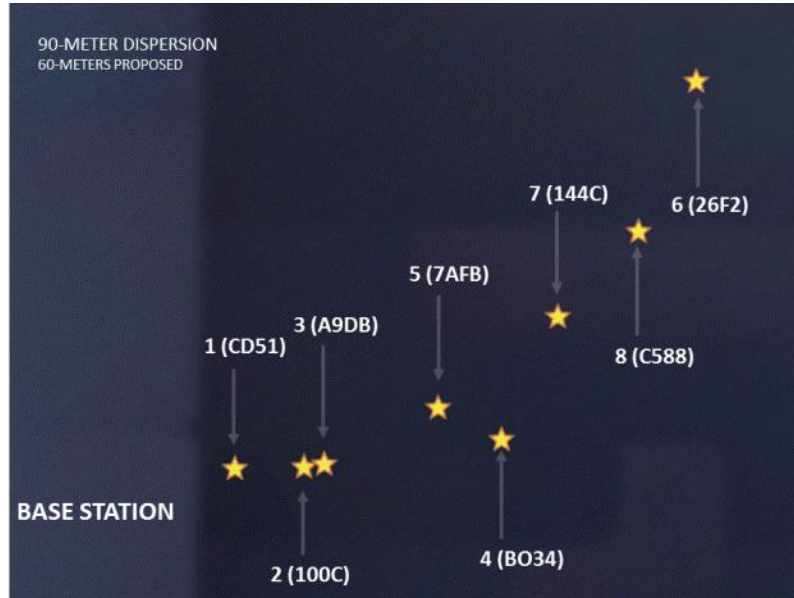 90-METER DISPERSION
60-METERS PROPOSED
6 (26F2)
7 (144C)
5 (7AFB)
3 (A9DB)
1 (CD51)
8 (C588)
BASE STATION
4 (BO34)
2 (100C)